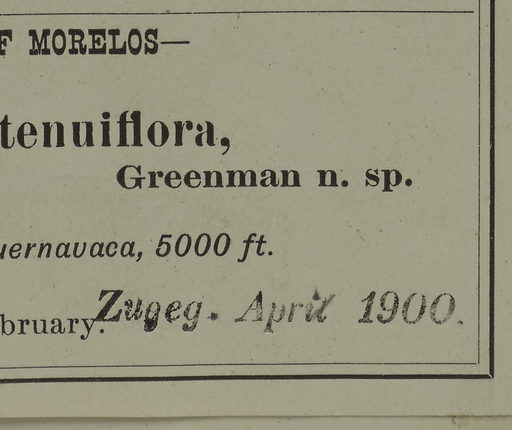 F MORELOS—
tenuiflora,
Greenman n. sp.
uernavaca, 5000 ft.
bruary. Zugeg. April 1900.